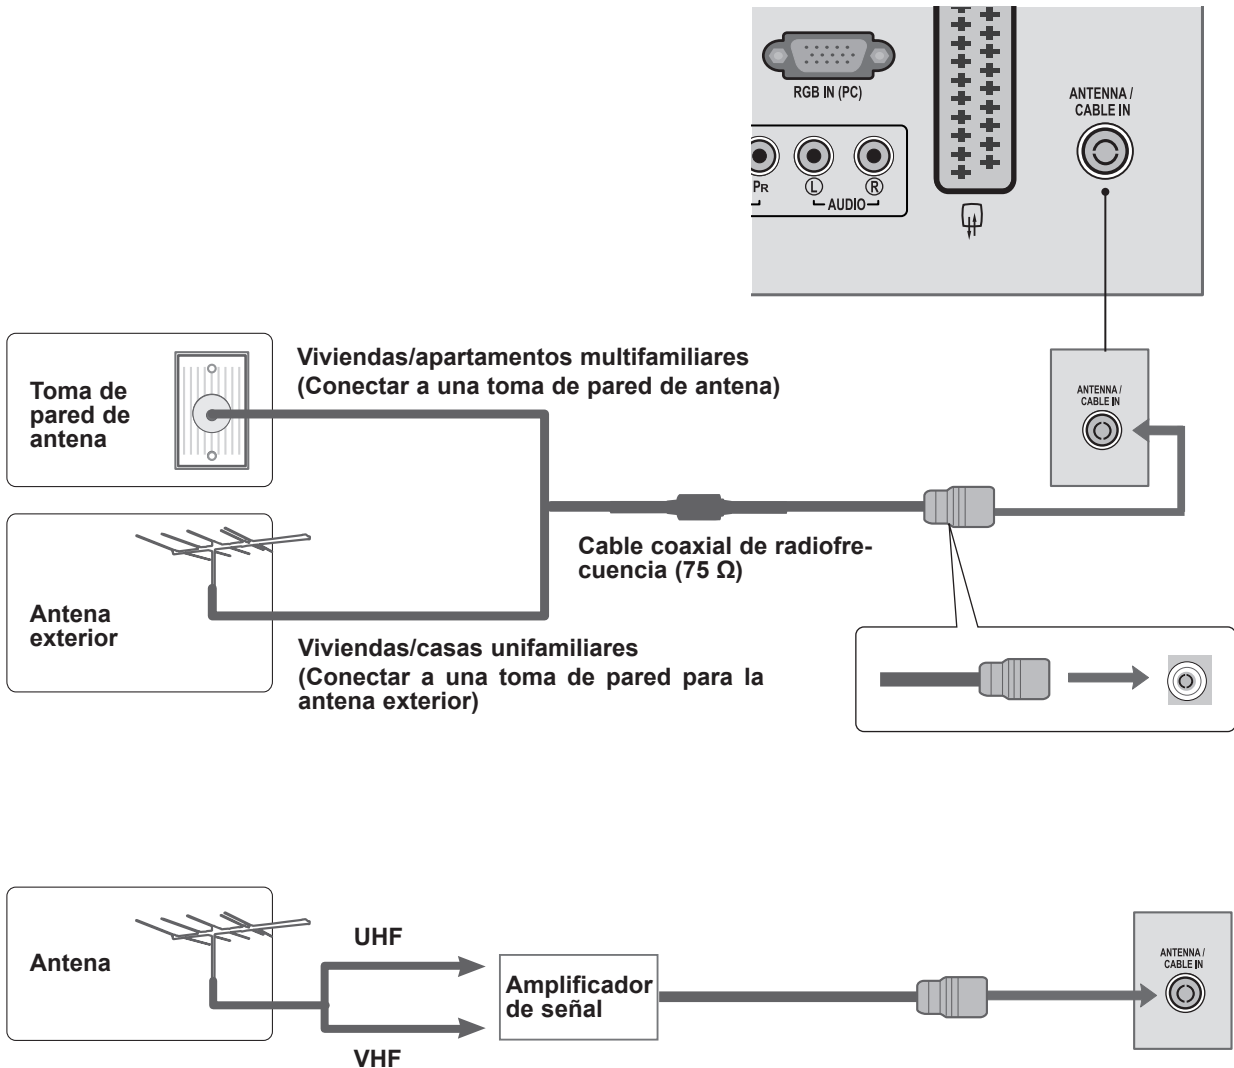 RGB IN (PC)
ANTENNA /
CABLE IN
PR
L
R
AUDIO
Toma de
pared de
antena
Viviendas/apartamentos multifamiliares
(Conectar a una toma de pared de antena)
ANTENNA /
CABLE IN
Cable coaxial de radiofre-
cuencia (75 Ω)
Antena
exterior
Viviendas/casas unifamiliares
(Conectar a una toma de pared para la
antena exterior)
Antena
UHF
VHF
Amplificador
de señal
ANTENNA /
CABLE IN